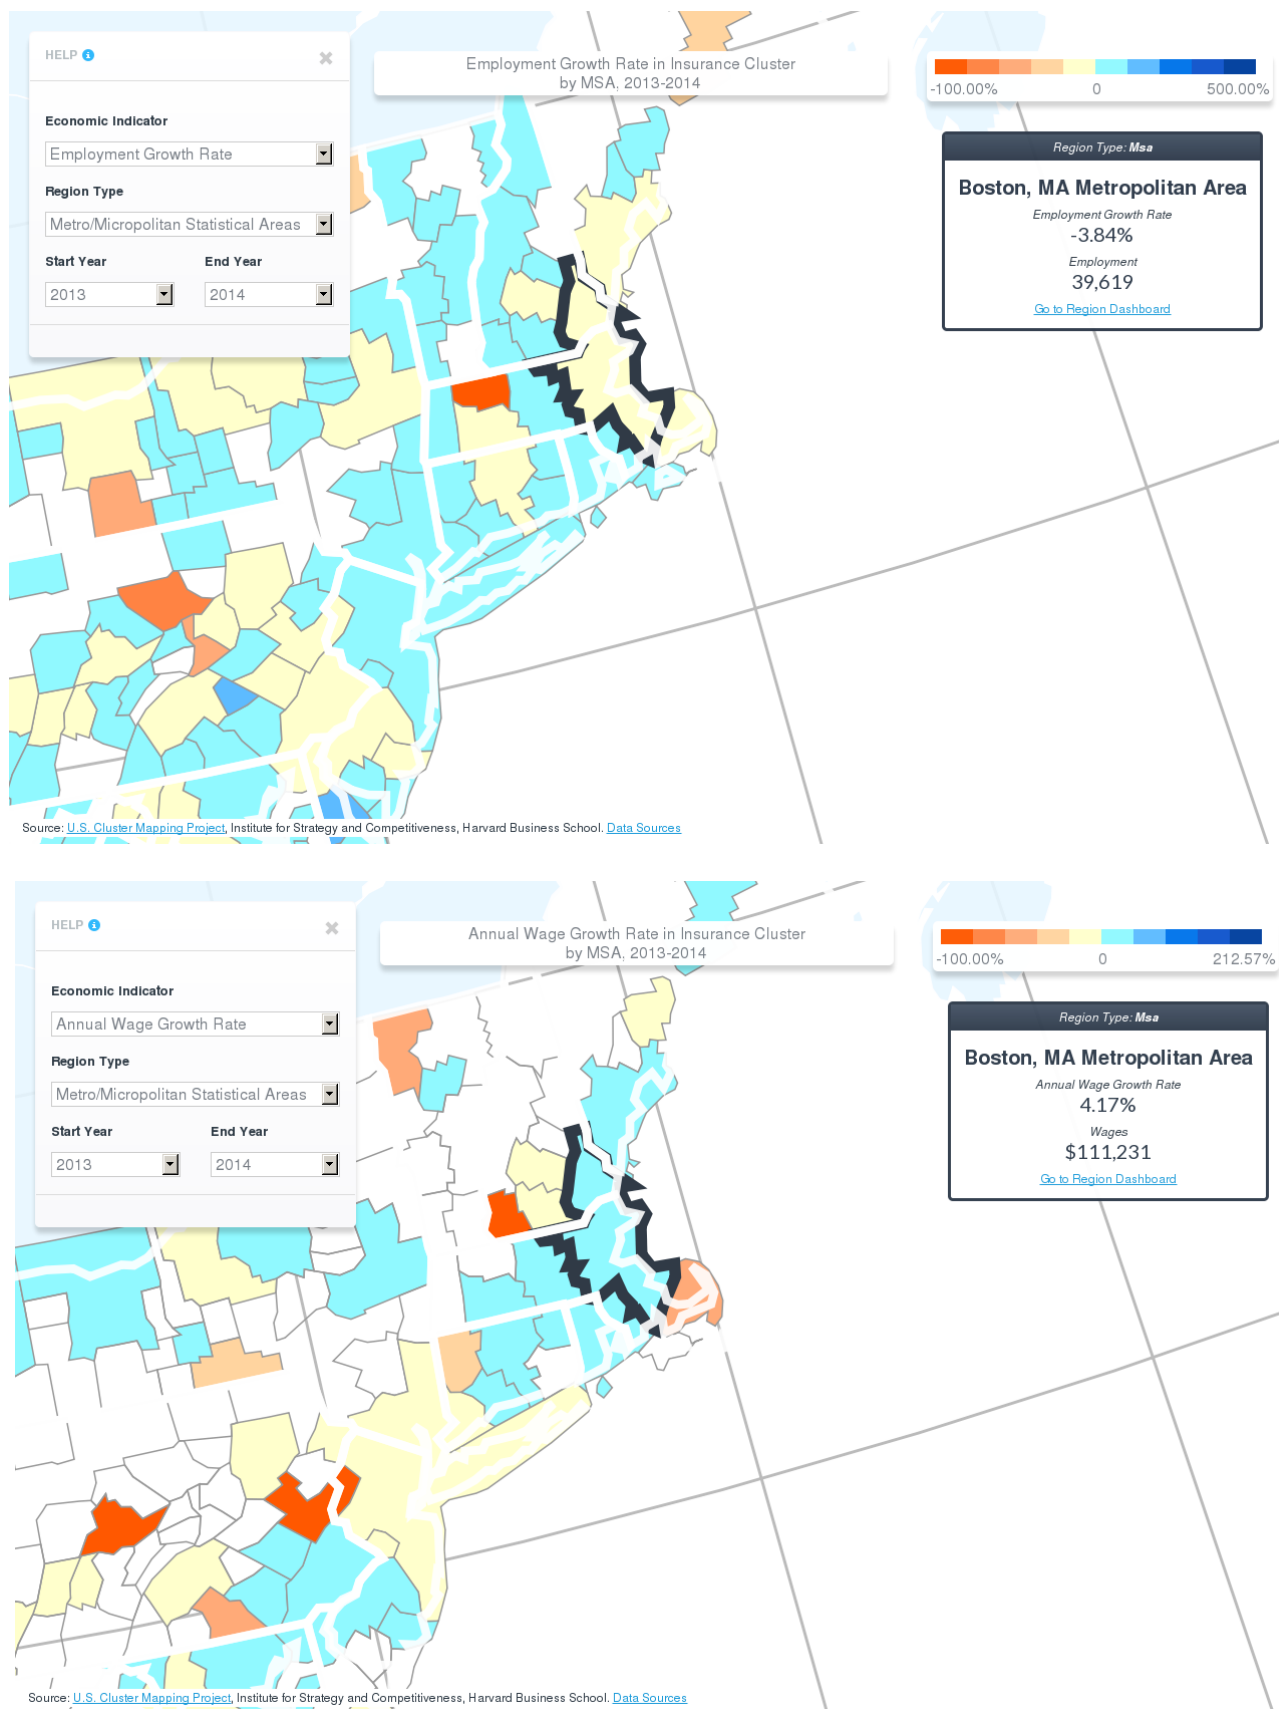 HELP
Employment Growth Rate in Insurance Cluster
by MSA, 2013-2014
-100.00% 0 500.00%
Economic Indicator
Employment Growth Rate
Region Type
Metro/Micropolitan Statistical Areas
Start Year End Year
2013 2014
Region Type: Msa
Boston, MA Metropolitan Area
Employment Growth Rate
-3.84%
Employment
39,619
Go to Region Dashboard
Source: U.S. Cluster Mapping Project, Institute for Strategy and Competitiveness, Harvard Business School. Data Sources
HELP
Annual Wage Growth Rate in Insurance Cluster
by MSA, 2013-2014
-100.00% 0 212.57%
Economic Indicator
Annual Wage Growth Rate
Region Type
Metro/Micropolitan Statistical Areas
Start Year End Year
2013 2014
Region Type: Msa
Boston, MA Metropolitan Area
Annual Wage Growth Rate
4.17%
Wages
$111,231
Go to Region Dashboard
Source: U.S. Cluster Mapping Project, Institute for Strategy and Competitiveness, Harvard Business School. Data Sources